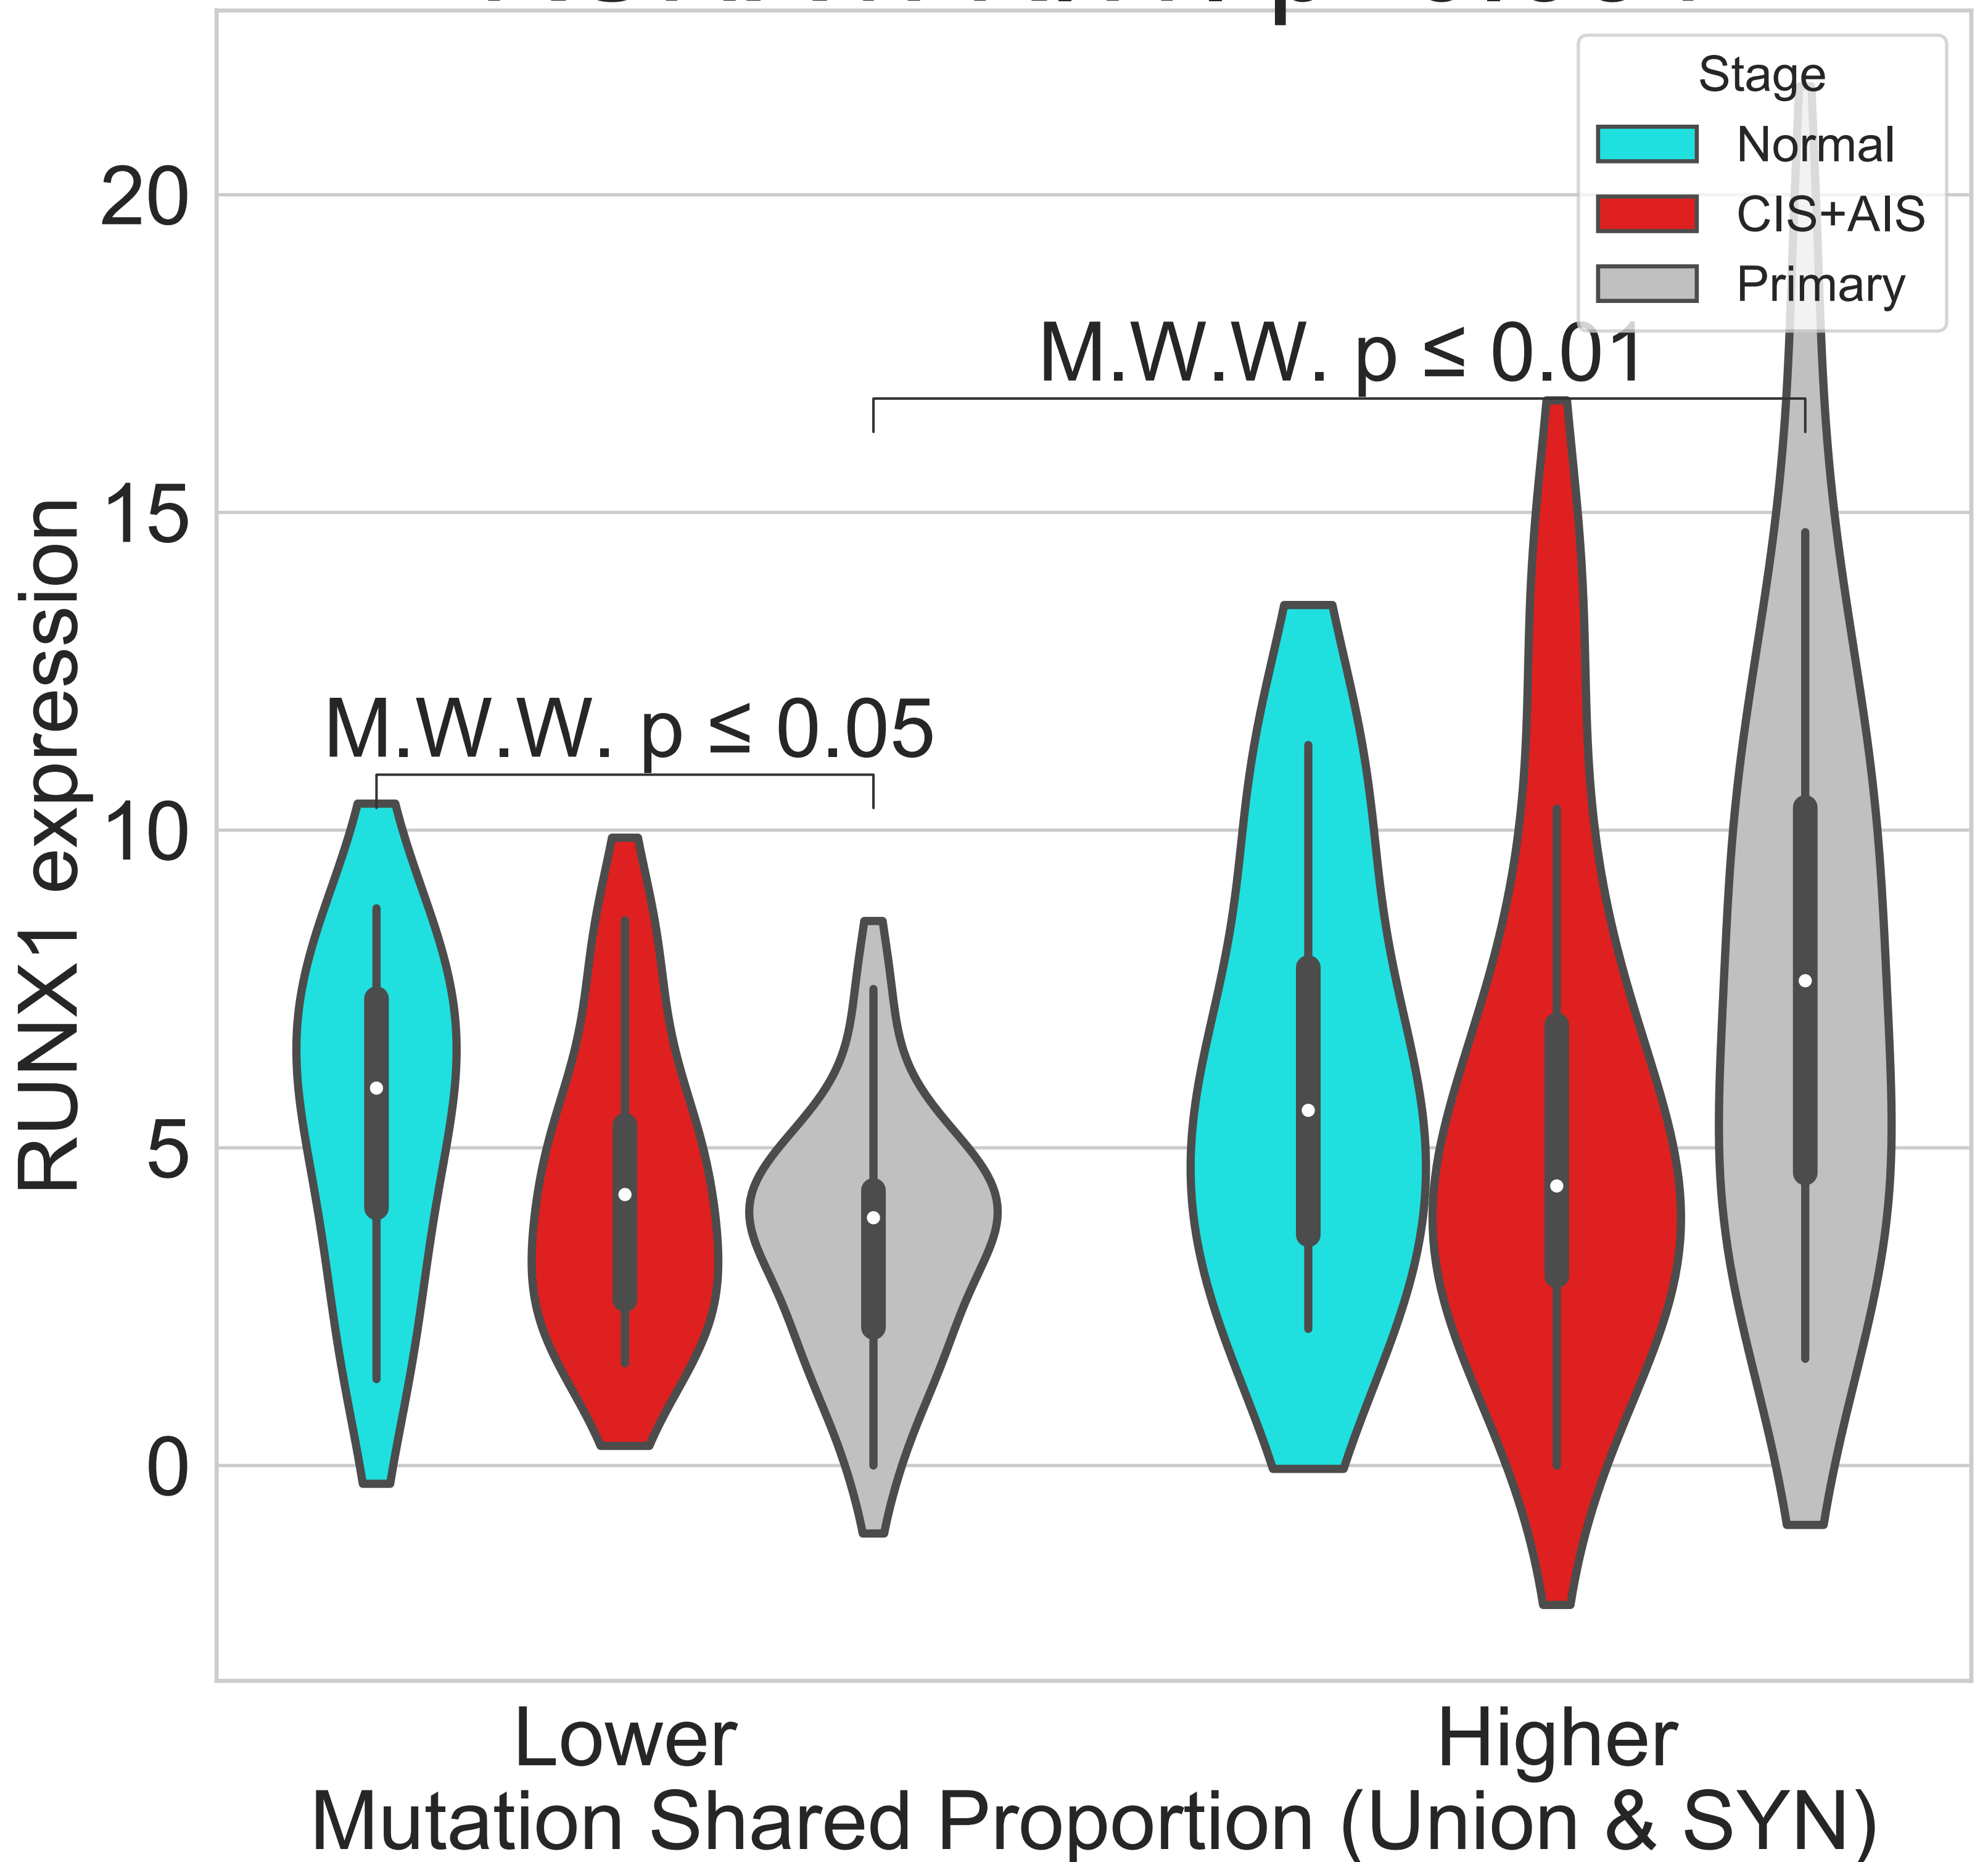 Stage
Normal
CIS+AIS
Primary
M.W.W. p ≤ 0.01
M.W.W. p ≤ 0.05
20
15
10
5
0
RUNX1 expression
Lower
Higher
Mutation Shared Proportion (Union & SYN)